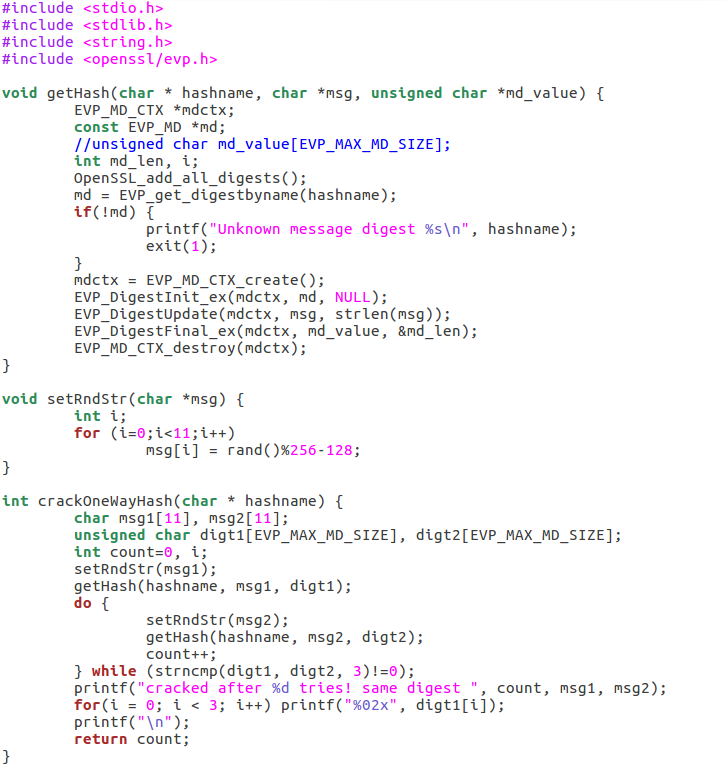 #include <stdio.h>
#include <stdlib.h>
#include <string.h>
#include <openssl/evp.h>

void getHash(char * hashname, char *msg, unsigned char *md_value) {
        EVP_MD_CTX *mdctx;
        const EVP_MD *md;
        //unsigned char md_value[EVP_MAX_MD_SIZE];
        int md_len, i;
        OpenSSL_add_all_digests();
        md = EVP_get_digestbyname(hashname);
        if(!md) {
                printf("Unknown message digest %s\n", hashname);
                exit(1);
        }
        mdctx = EVP_MD_CTX_create();
        EVP_DigestInit_ex(mdctx, md, NULL);
        EVP_DigestUpdate(mdctx, msg, strlen(msg));
        EVP_DigestFinal_ex(mdctx, md_value, &md_len);
        EVP_MD_CTX_destroy(mdctx);
}

void setRndStr(char *msg) {
        int i;
        for (i=0;i<11;i++)
                msg[i] = rand()%256-128;
}

int crackOneWayHash(char * hashname) {
        char msg1[11], msg2[11];
        unsigned char digt1[EVP_MAX_MD_SIZE], digt2[EVP_MAX_MD_SIZE];
        int count=0, i;
        setRndStr(msg1);
        getHash(hashname, msg1, digt1);
        do {
                setRndStr(msg2);
                getHash(hashname, msg2, digt2);
                count++;
        } while (strncmp(digt1, digt2, 3)!=0);
        printf("cracked after %d tries! same digest ", count, msg1, msg2);
        for(i = 0; i < 3; i++) printf("%02x", digt1[i]);
        printf("\n");
        return count;
}